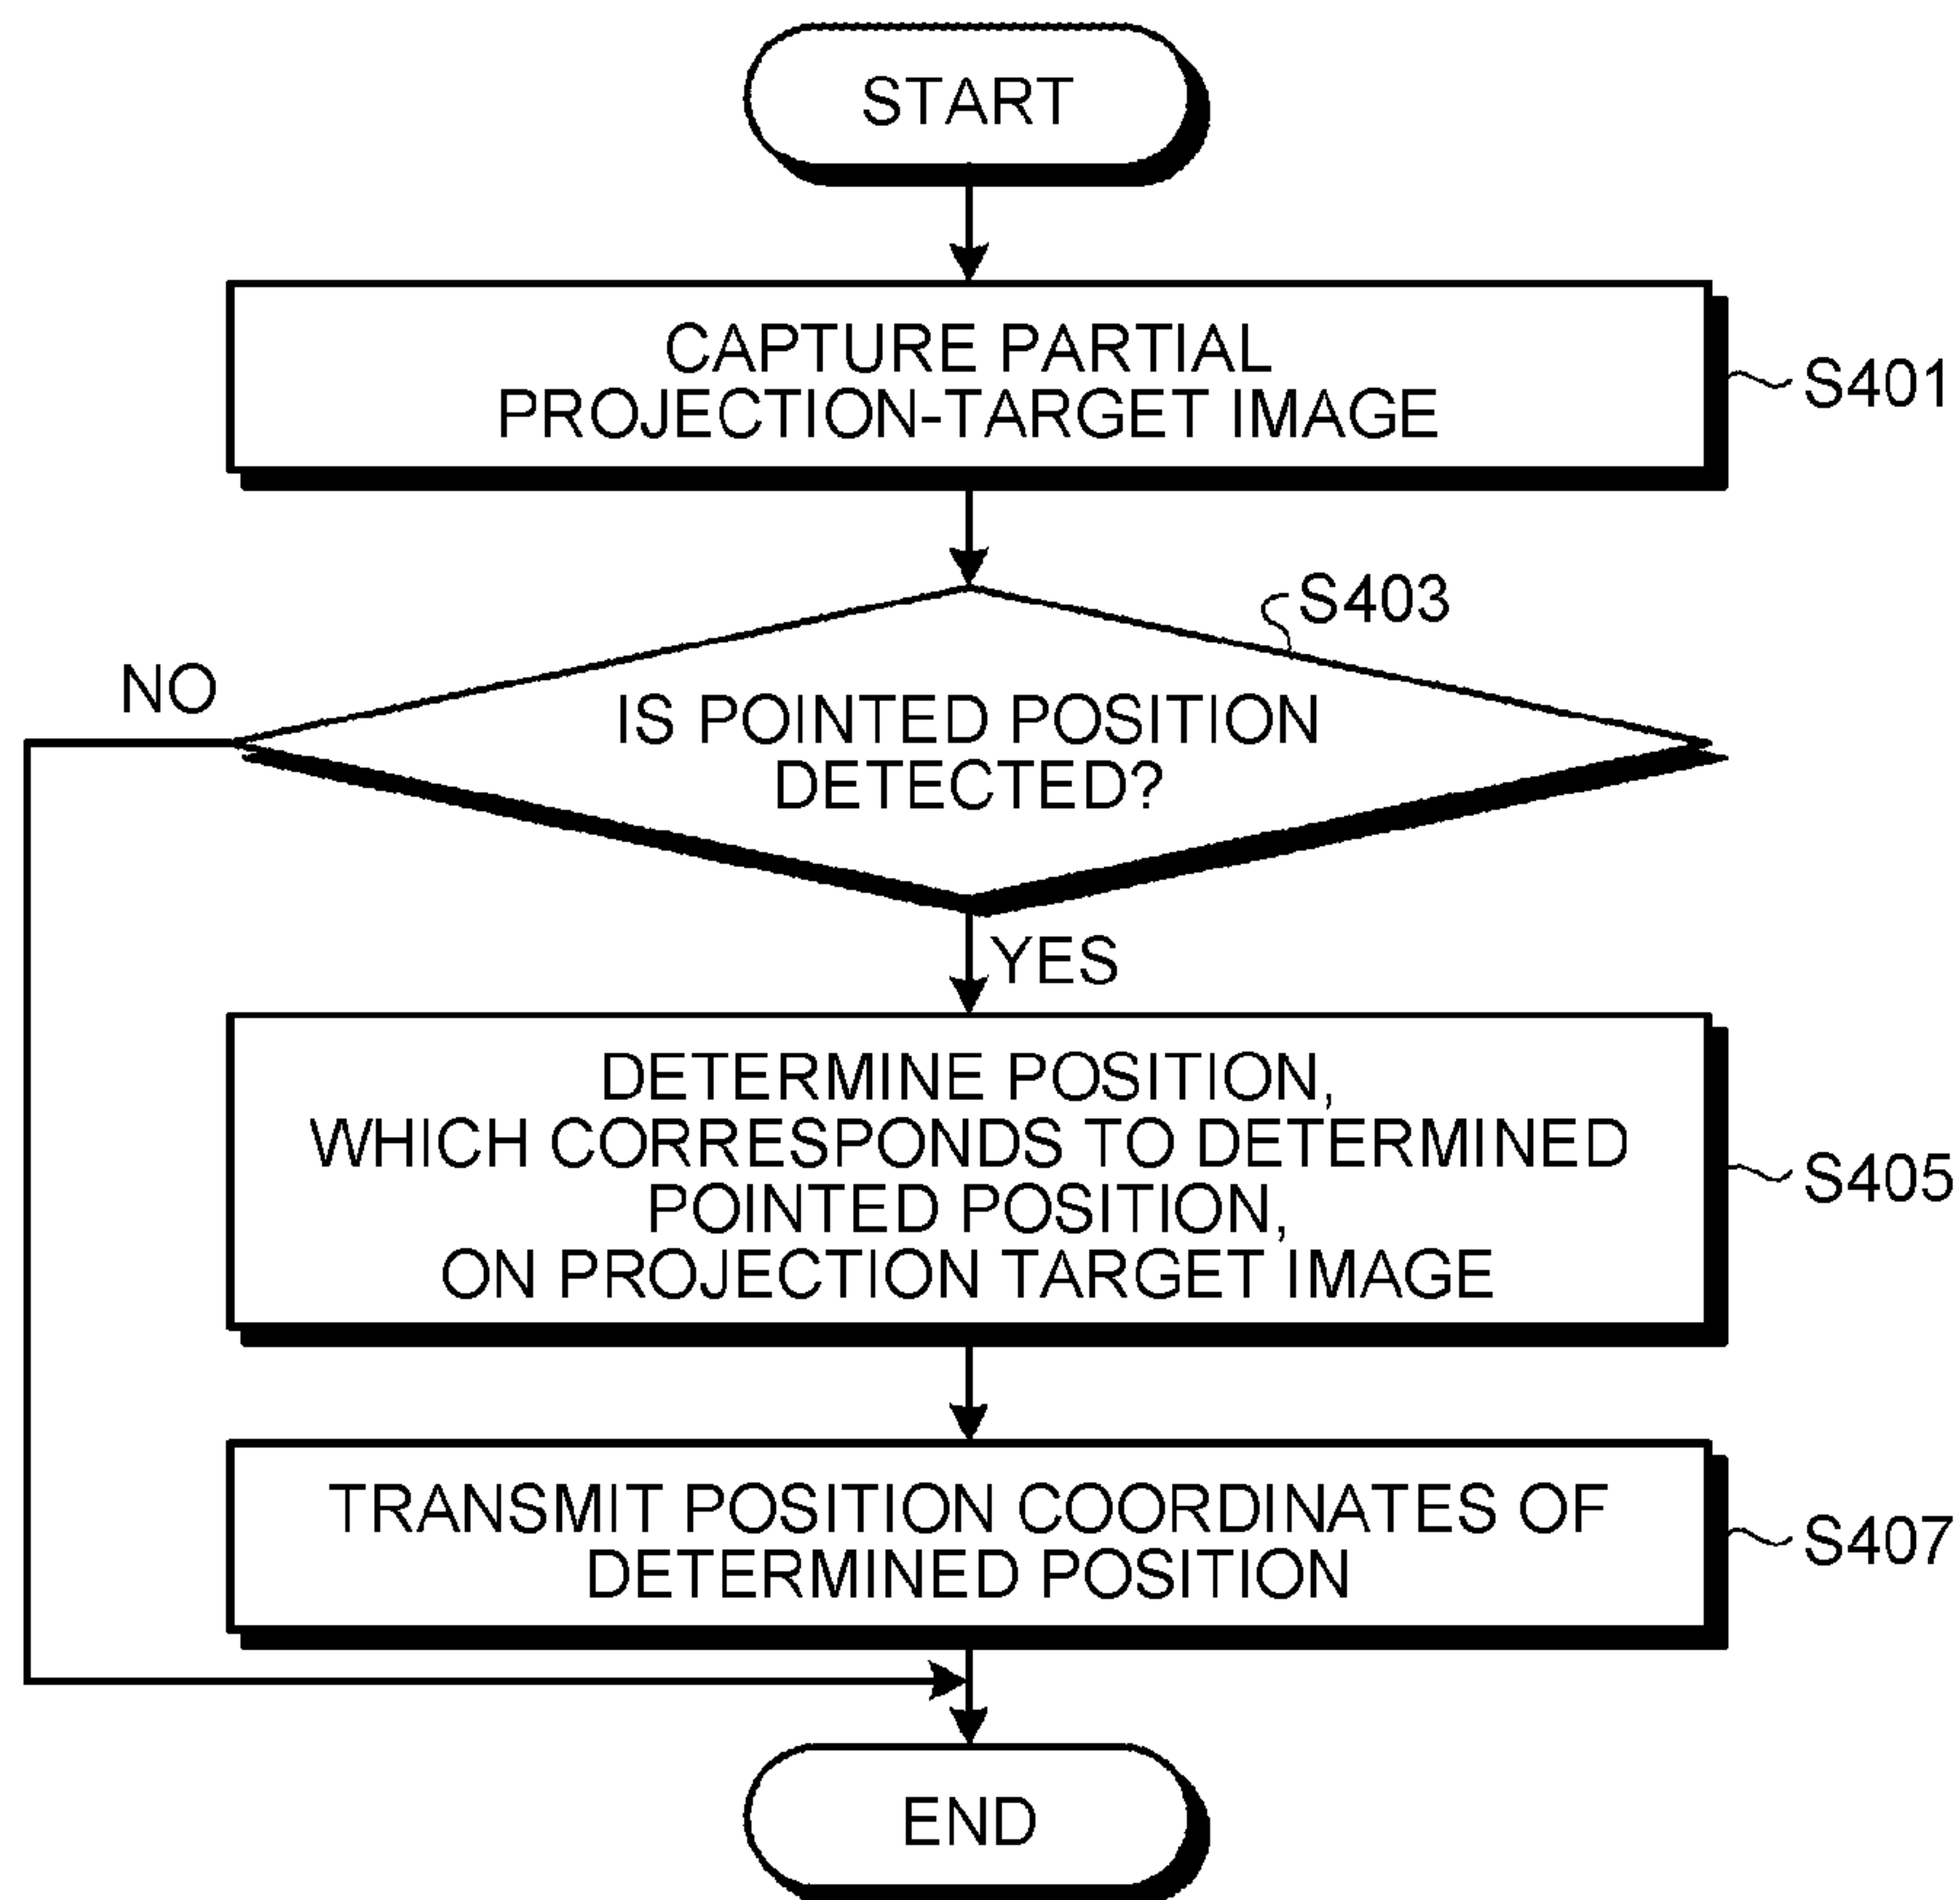 START
CAPTURE PARTIAL
PROJECTION-TARGET IMAGE
S401
S403
NO
IS POINTED POSITION
DETECTED?
YES
DETERMINE POSITION,
WHICH CORRESPONDS TO DETERMINED
POINTED POSITION,
ON PROJECTION TARGET IMAGE
S405
TRANSMIT POSITION COORDINATES OF
DETERMINED POSITION
S407
END